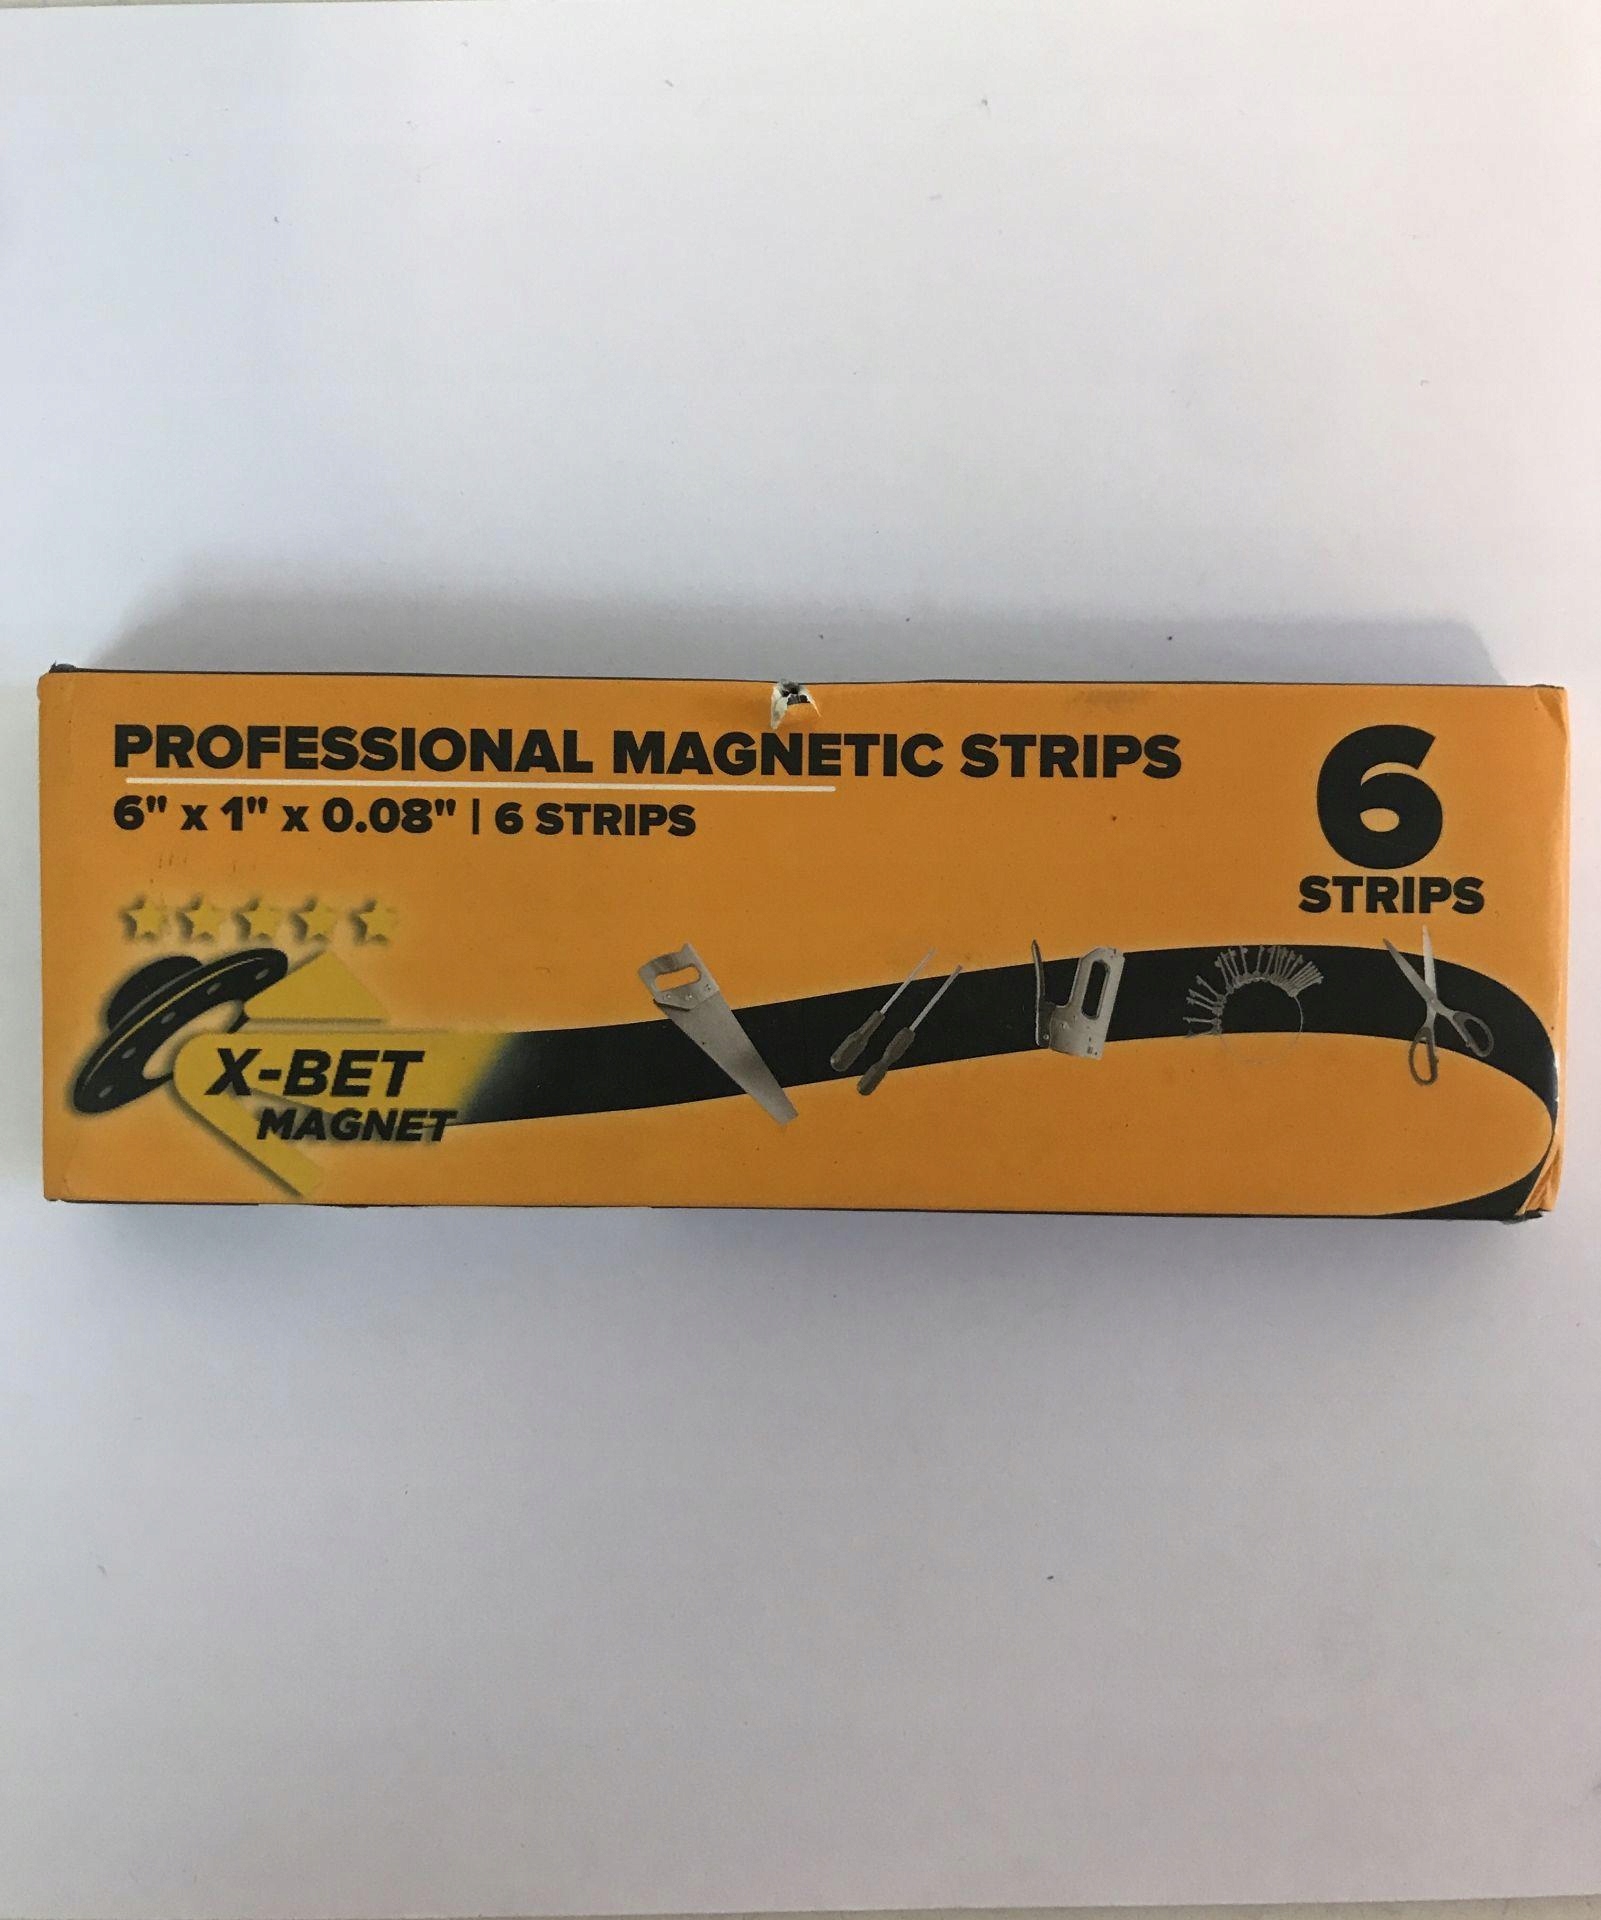 PROFESSIONAL MAGNETIC STRIPS
6" x 1" x 0.08" | 6 STRIPS
6
STRIPS
X-BET
MAGNET